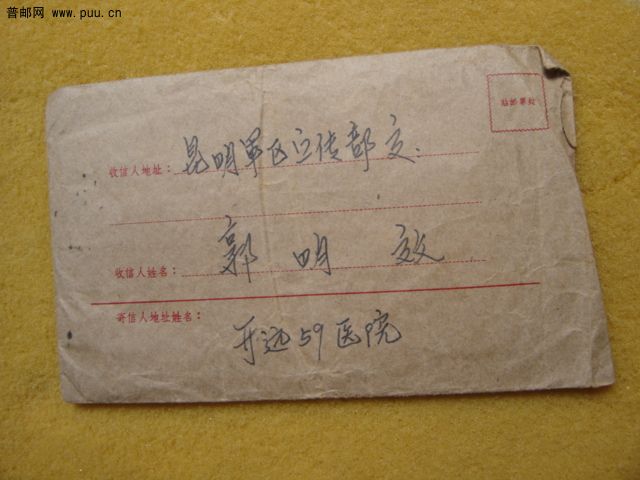 普邮网 www.puu.cn
贴邮票处
收信人地址: 昆明军区宣传部交.
收信人姓名: 郭明效
寄信人地址姓名:
开远59医院